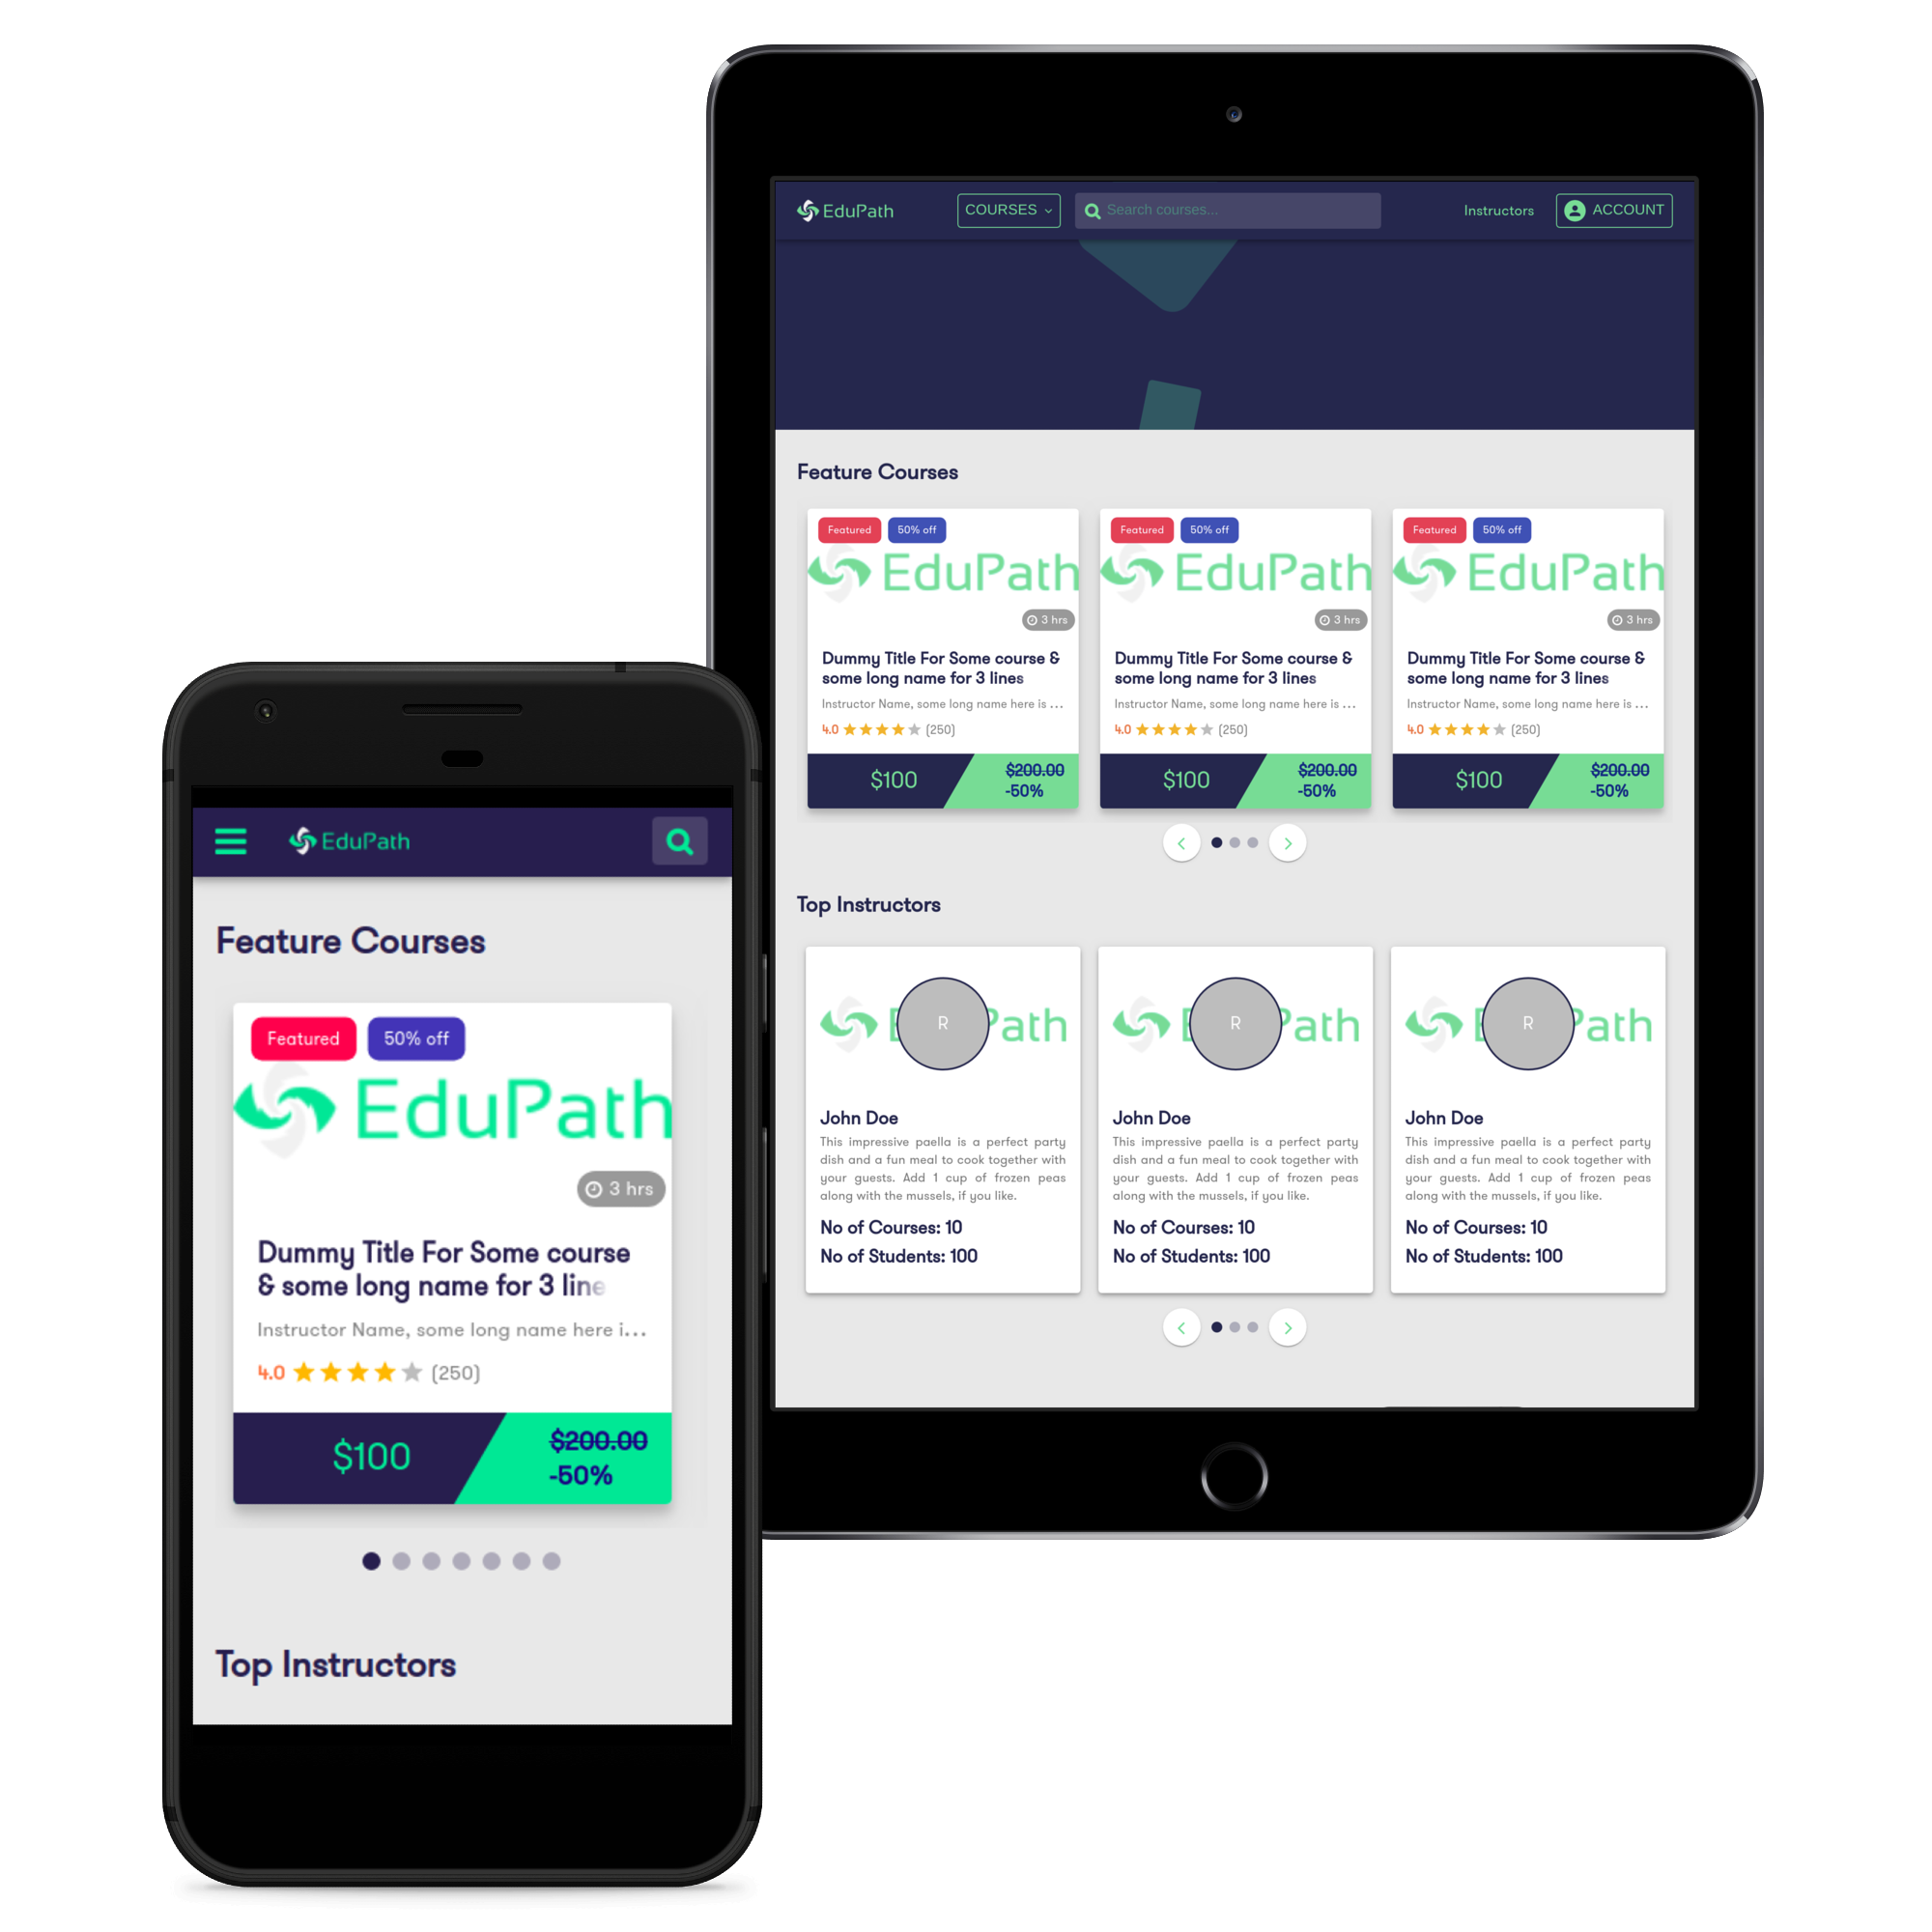 EduPath
COURSES
Search courses...
Instructors
ACCOUNT
Feature Courses
Featured
50% off
EduPath
3 hrs
Dummy Title For Some course &
some long name for 3 lines
Instructor Name, some long name here is ...
4.0
(250)
$100
$200.00
-50%
Featured
50% off
EduPath
3 hrs
Dummy Title For Some course &
some long name for 3 lines
Instructor Name, some long name here is ...
4.0
(250)
$100
$200.00
-50%
Featured
50% off
EduPath
3 hrs
Dummy Title For Some course &
some long name for 3 lines
Instructor Name, some long name here is ...
4.0
(250)
$100
$200.00
-50%
Top Instructors
E
R
Path
John Doe
This impressive paella is a perfect party
dish and a fun meal to cook together with
your guests. Add 1 cup of frozen peas
along with the mussels, if you like.
No of Courses: 10
No of Students: 100
E
R
Path
John Doe
This impressive paella is a perfect party
dish and a fun meal to cook together with
your guests. Add 1 cup of frozen peas
along with the mussels, if you like.
No of Courses: 10
No of Students: 100
E
R
Path
John Doe
This impressive paella is a perfect party
dish and a fun meal to cook together with
your guests. Add 1 cup of frozen peas
along with the mussels, if you like.
No of Courses: 10
No of Students: 100
EduPath
Feature Courses
Featured
50% off
EduPath
3 hrs
Dummy Title For Some course
& some long name for 3 line
Instructor Name, some long name here i...
4.0
(250)
$100
$200.00
-50%
Top Instructors